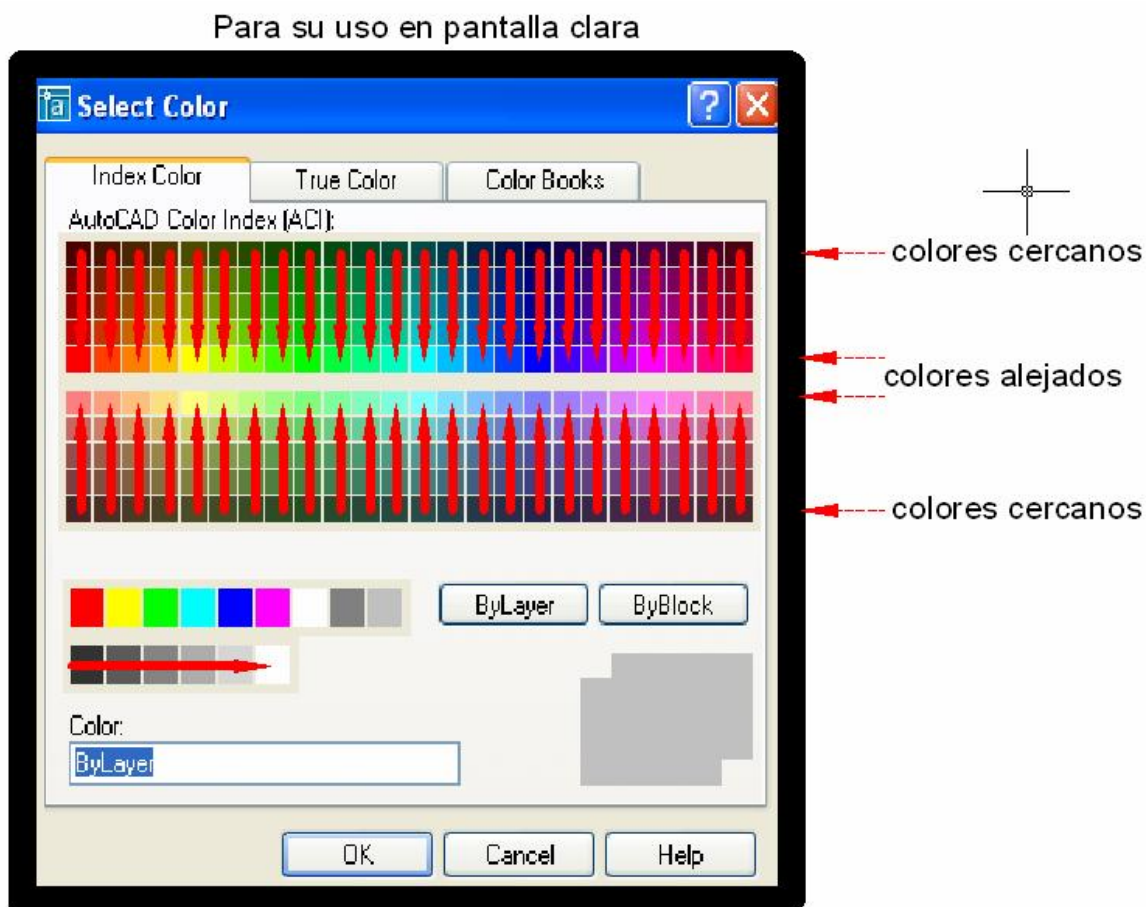 Para su uso en pantalla clara
Select Color
Index Color
True Color
Color Books
AutoCAD Color Index (ACI):
colores cercanos
colores alejados
colores cercanos
ByLayer
ByBlock
Color:
ByLayer
OK
Cancel
Help